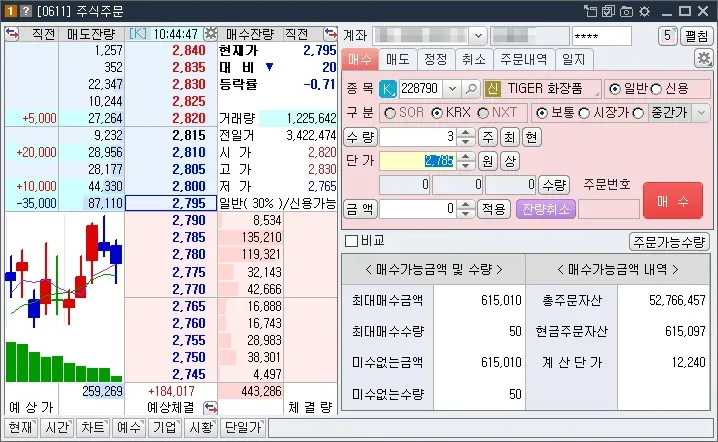 1 ? [0611] 주식주문
직전 매도잔량 [K] 10:44:47 매수잔량 직전
1,257 2,840 현재가 2,795
352 2,835 대 비 ▼ 20
22,347 2,830 등락률 -0.71
10,244 2,825
+5,000 27,264 2,820 거래량 1,225,642
9,232 2,815 전일거 3,422,474
+20,000 28,956 2,810 시 가 2,820
28,177 2,805 고 가 2,830
+10,000 44,330 2,800 저 가 2,765
-35,000 87,110 2,795 일반( 30% )/신용가능
2,790 8,534
2,785 135,210
2,780 119,321
2,775 32,143
2,770 42,666
2,765 16,888
2,760 16,743
2,755 28,983
2,750 38,301
2,745 4,497
259,269 +184,017 443,286
예 상 가 예상체결 체 결 량
현재 시간 차트 예수 기업 시황 단일가
계좌 **** 5 펼침
매수 매도 정정 취소 주문내역 일지
종 목 K 228790 신 TIGER 화장품 일반 신용
구 분 SOR KRX NXT 보통 시장가 중간가
수 량 3 주 최 현
단 가 2,785 원 상
0 0 0 수량 주문번호
금 액 0 적용 잔량취소 매 수
비교 주문가능수량
< 매수가능금액 및 수량 > < 매수가능금액 내역 >
최대매수금액 615,010 총주문자산 52,766,457
최대매수수량 50 현금주문자산 615,097
미수없는금액 615,010 계 산 단 가 12,240
미수없는수량 50